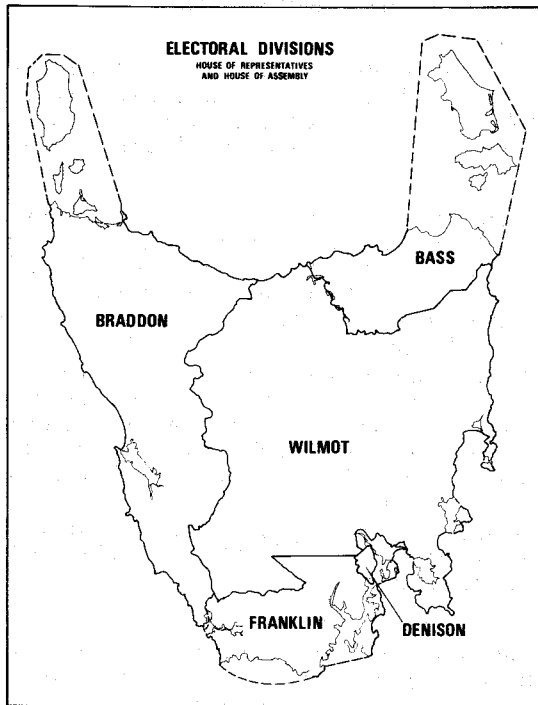 ELECTORAL DIVISIONS
HOUSE OF REPRESENTATIVES
AND HOUSE OF ASSEMBLY
BASS
BRADDON
WILMOT
FRANKLIN
DENISON